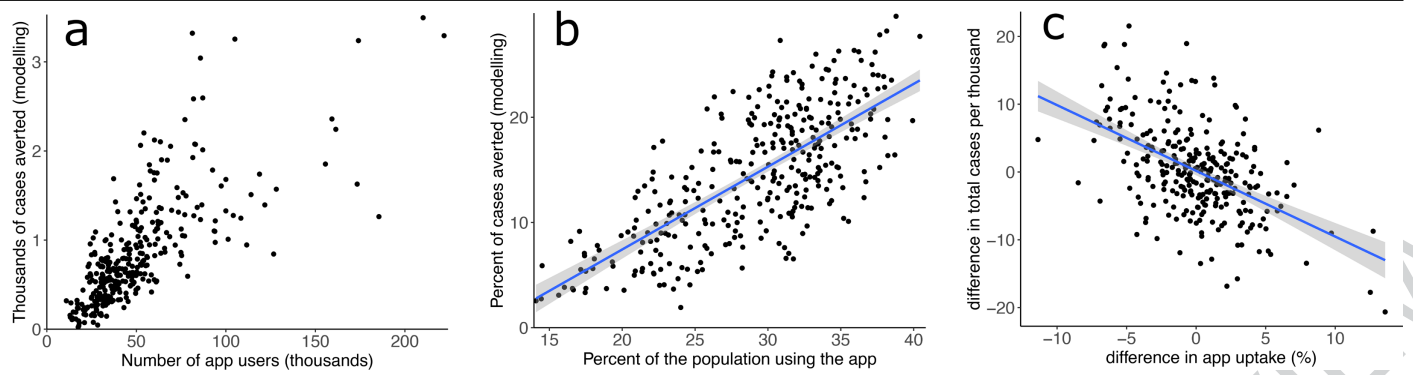 a
Thousands of cases averted (modelling)
3
2
1
0
0 50 100 150 200
Number of app users (thousands)
b
Percent of cases averted (modelling)
20
10
0
15 20 25 30 35 40
Percent of the population using the app
c
difference in total cases per thousand
20
10
0
−10
−20
−10 −5 0 5 10
difference in app uptake (%)